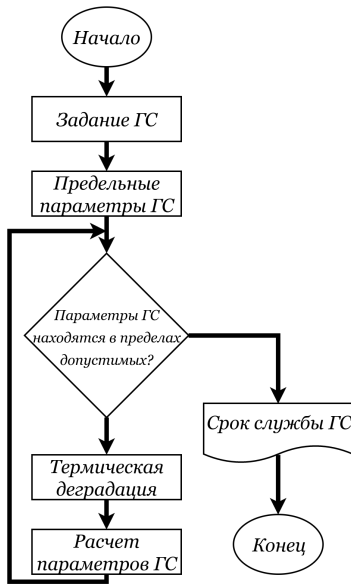 Начало
Задание ГС
Предельные
параметры ГС
Параметры ГС
находятся в пределах
допустимых?
Срок службы ГС
Термическая
деградация
Расчет
параметров ГС
Конец